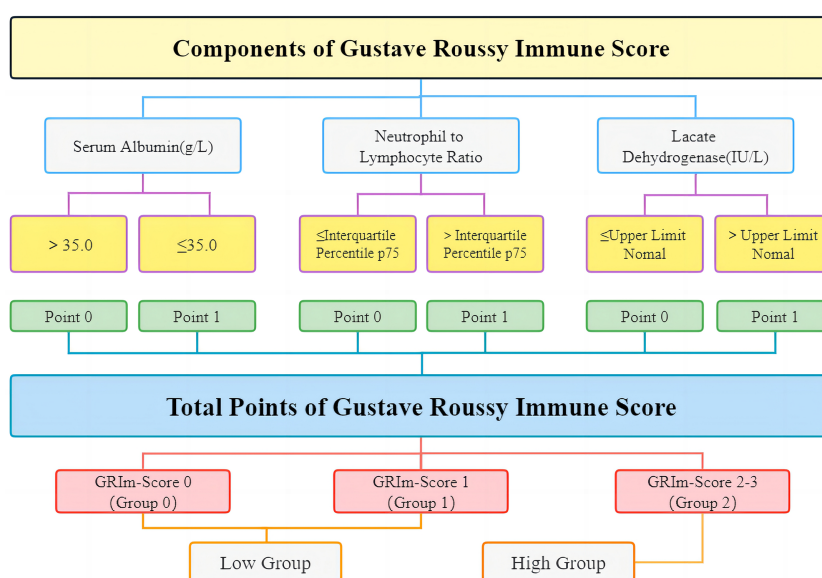 Components of Gustave Roussy Immune Score
Serum Albumin(g/L)
Neutrophil to
Lymphocyte Ratio
Lacate
Dehydrogenase(IU/L)
> 35.0
≤35.0
≤Interquartile
Percentile p75
> Interquartile
Percentile p75
≤Upper Limit
Nomal
> Upper Limit
Nomal
Point 0
Point 1
Point 0
Point 1
Point 0
Point 1
Total Points of Gustave Roussy Immune Score
GRIm-Score 0
(Group 0)
GRIm-Score 1
(Group 1)
GRIm-Score 2-3
(Group 2)
Low Group
High Group